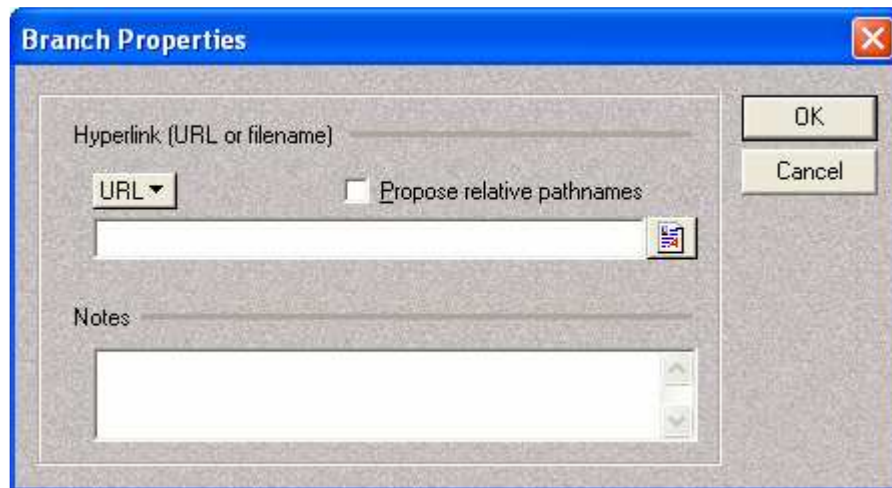 Branch Properties
Hyperlink (URL or filename)
OK
URL
Propose relative pathnames
Cancel
Notes